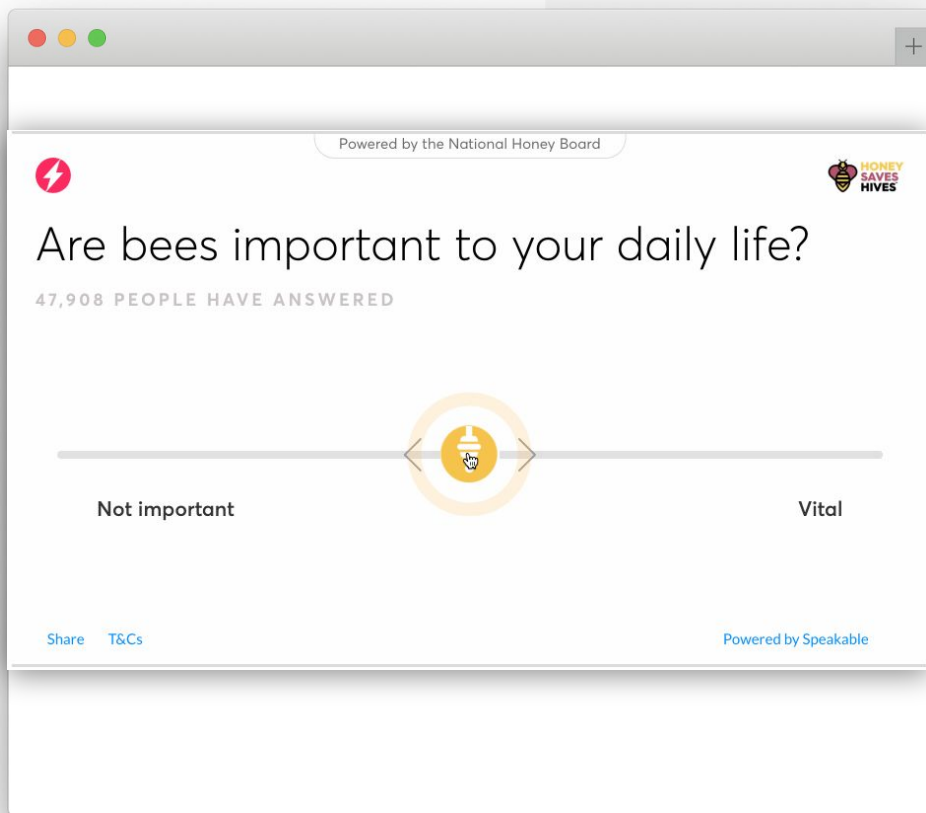 Powered by the National Honey Board
HONEY
SAVES
HIVES
Are bees important to your daily life?
47,908 PEOPLE HAVE ANSWERED
Not important
Vital
Share
T&Cs
Powered by Speakable